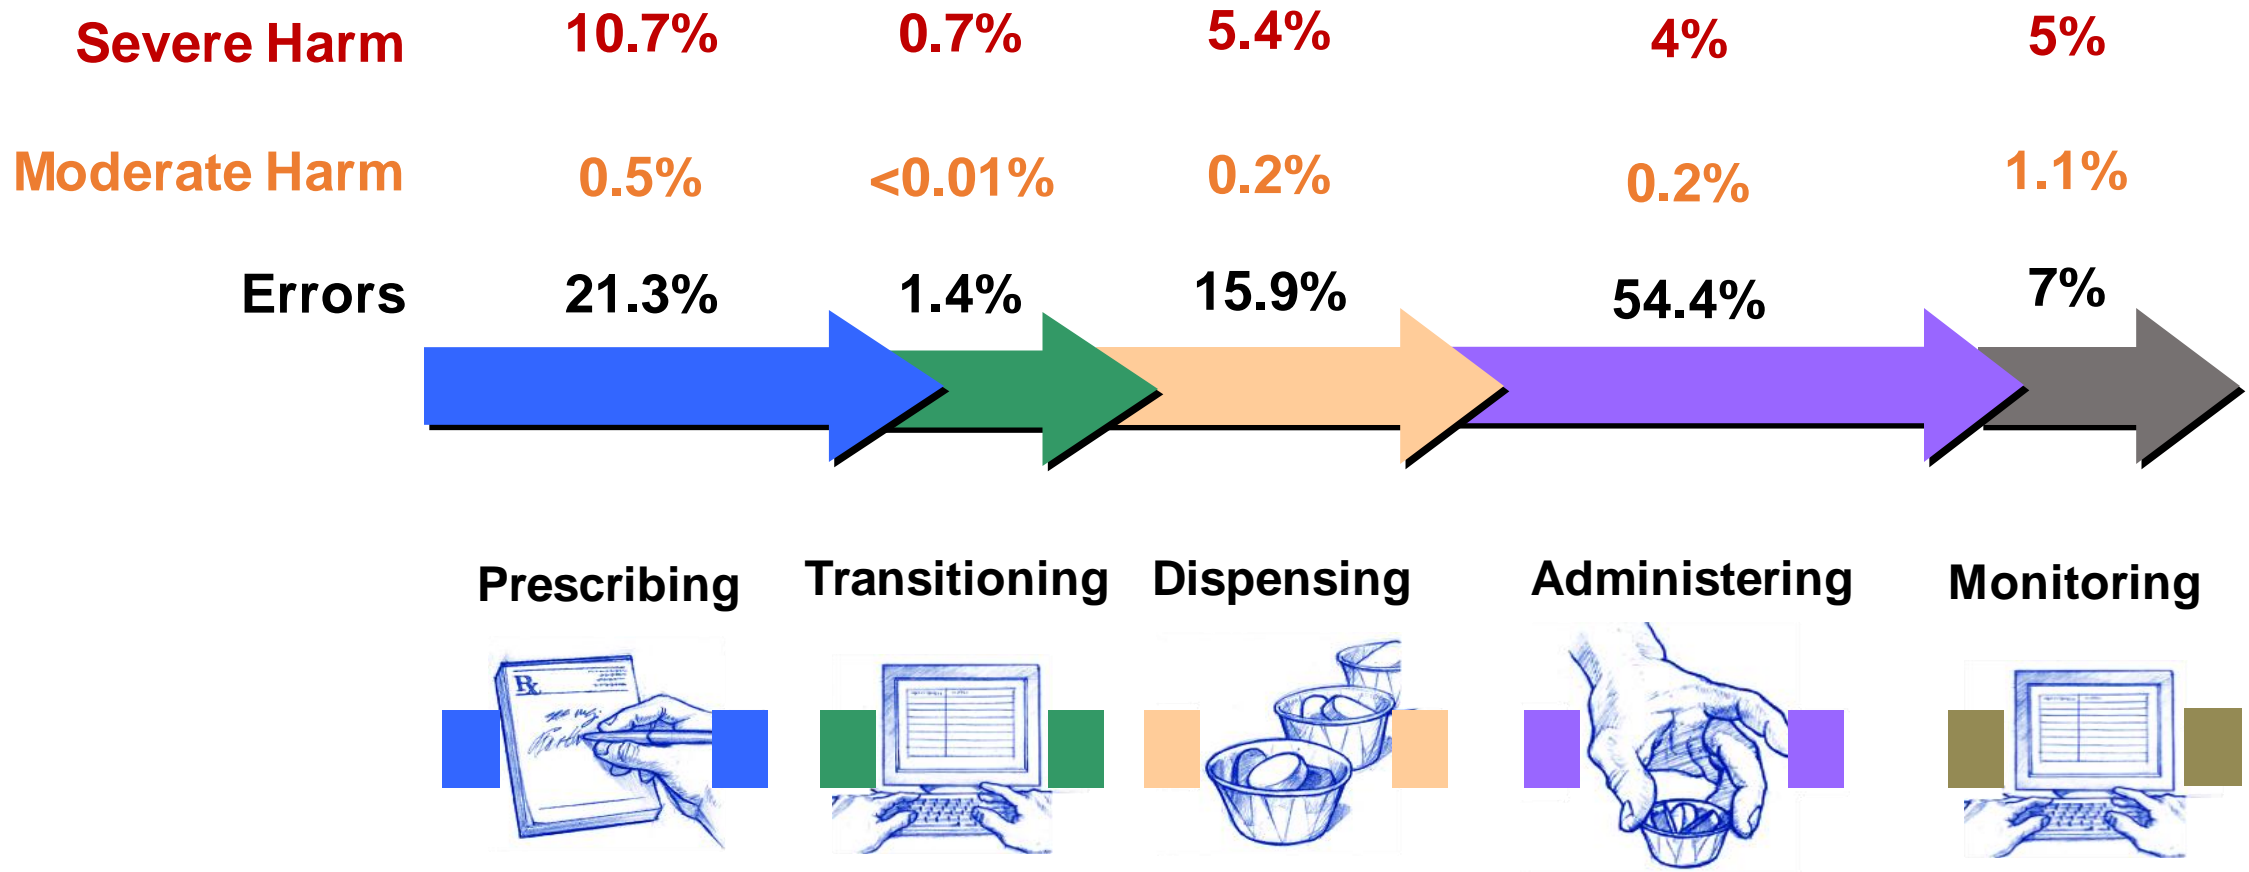 Severe Harm 10.7% 0.7% 5.4% 4% 5%
Moderate Harm 0.5% <0.01% 0.2% 0.2% 1.1%
Errors 21.3% 1.4% 15.9% 54.4% 7%
Prescribing Transitioning Dispensing Administering Monitoring
Rx